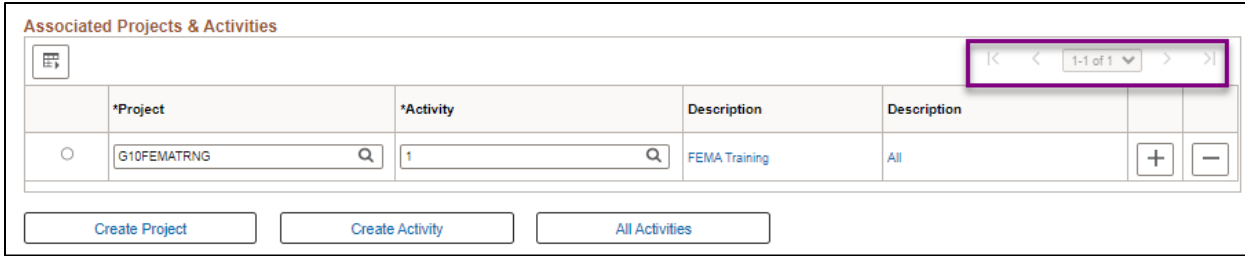 Associated Projects & Activities
1-1 of 1
*Project *Activity Description Description
G10FEMATRNG 1 FEMA Training All
Create Project Create Activity All Activities